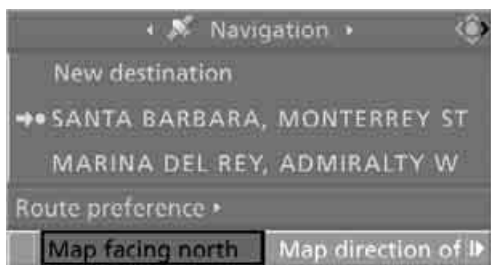 Navigation
New destination
SANTA BARBARA, MONTERREY ST
MARINA DEL REY, ADMIRALTY W
Route preference
Map facing north Map direction of